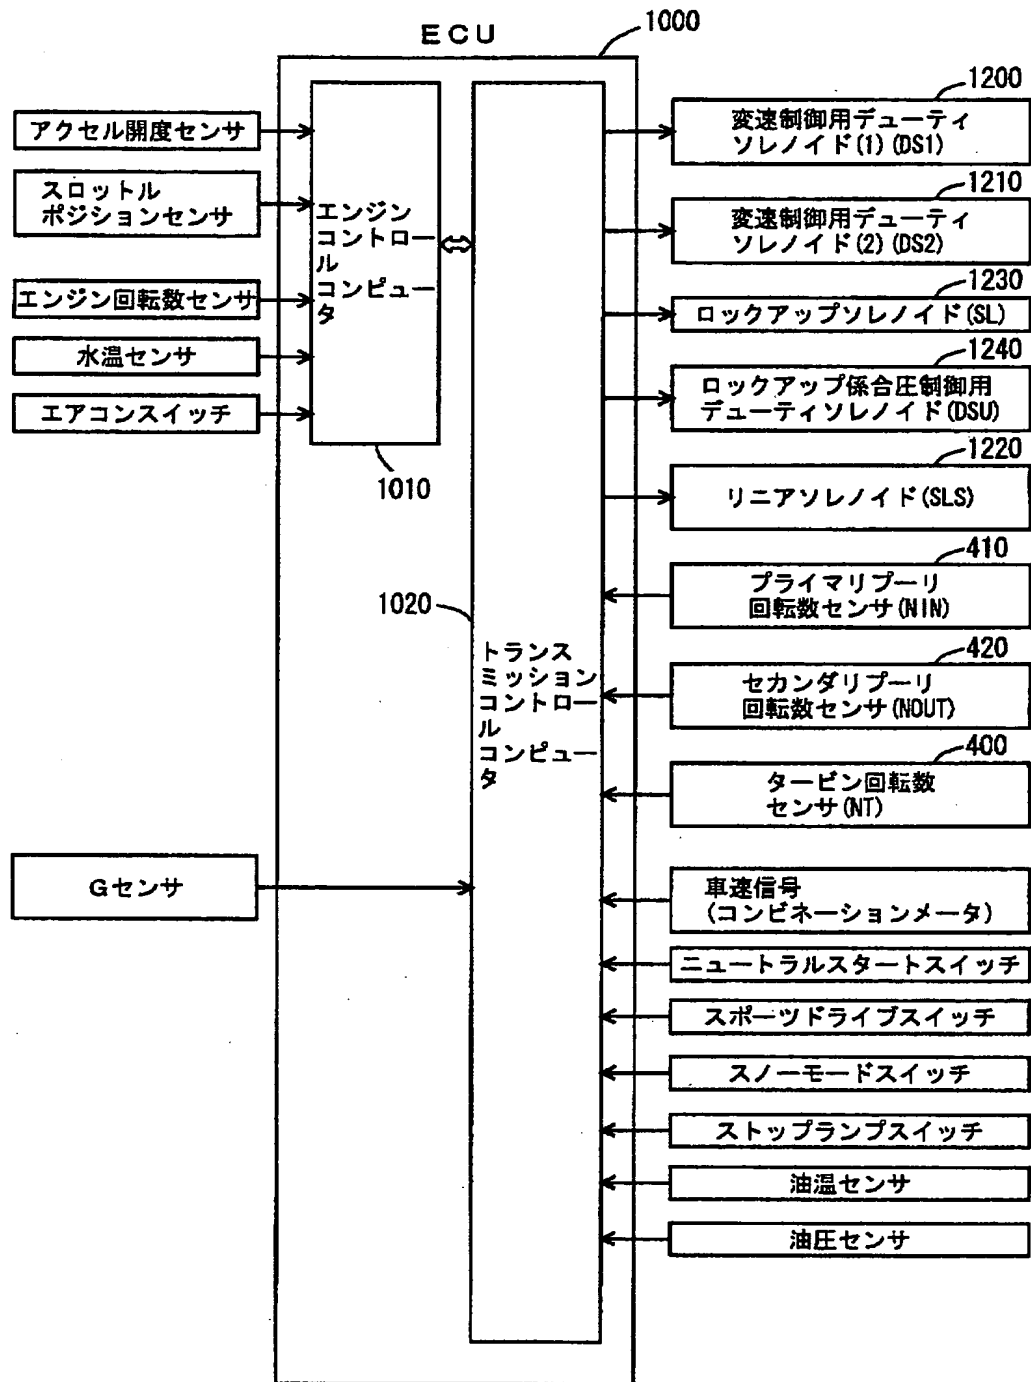 ECU
1000
アクセル開度センサ
スロットル
ポジションセンサ
エンジン回転数センサ
水温センサ
エアコンスイッチ
エンジン
コントロー
ル
コンピュー
タ
1010
Gセンサ
1020
トランス
ミッション
コントロー
ル
コンピュー
タ
1200
変速制御用デューティ
ソレノイド(1)(DS1)
1210
変速制御用デューティ
ソレノイド(2)(DS2)
1230
ロックアップソレノイド(SL)
1240
ロックアップ係合圧制御用
デューティソレノイド(DSU)
1220
リニアソレノイド(SLS)
410
プライマリプーリ
回転数センサ(NIN)
420
セカンダリプーリ
回転数センサ(NOUT)
400
タービン回転数
センサ(NT)
車速信号
(コンビネーションメータ)
ニュートラルスタートスイッチ
スポーツドライブスイッチ
スノーモードスイッチ
ストップランプスイッチ
油温センサ
油圧センサ